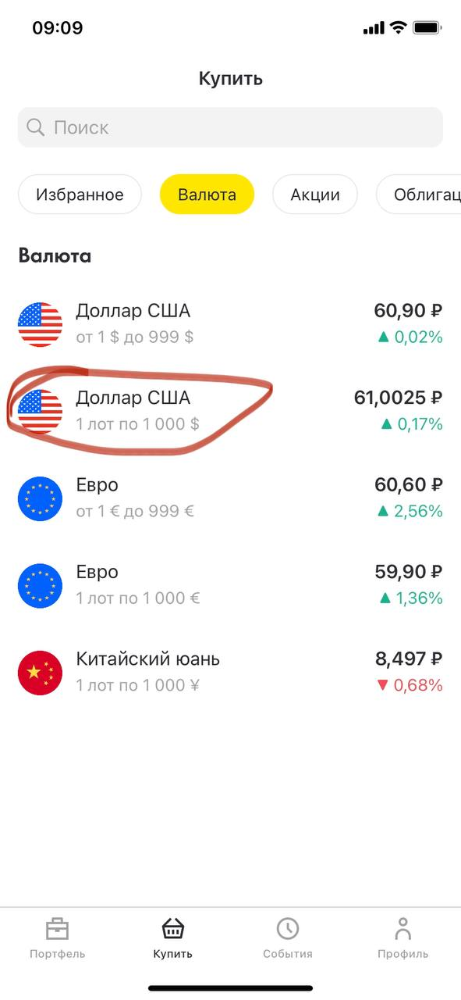 09:09
Купить
Поиск
Избранное Валюта Акции Облигац
Валюта
Доллар США 60,90 ₽
от 1 $ до 999 $ ▲ 0,02%
Доллар США 61,0025 ₽
1 лот по 1 000 $ ▲ 0,17%
Евро 60,60 ₽
от 1 € до 999 € ▲ 2,56%
Евро 59,90 ₽
1 лот по 1 000 € ▲ 1,36%
Китайский юань 8,497 ₽
1 лот по 1 000 ¥ ▼ 0,68%
Портфель Купить События Профиль